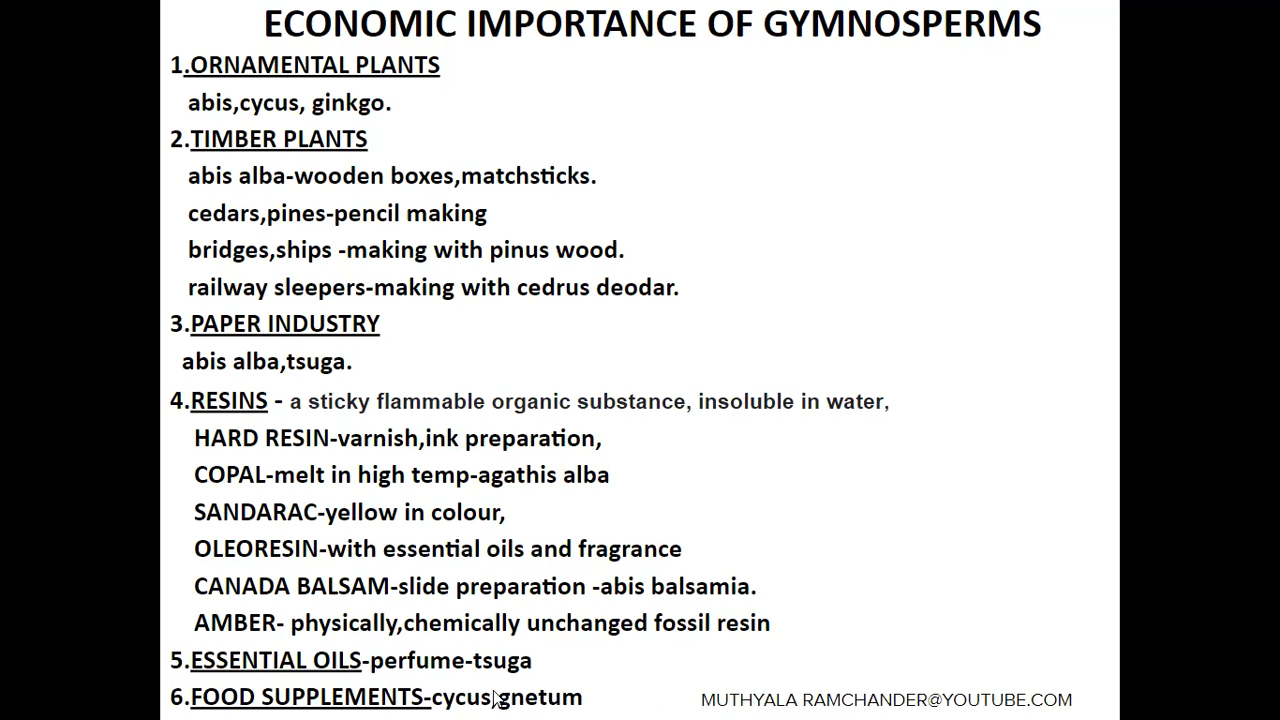 ECONOMIC IMPORTANCE OF GYMNOSPERMS
1.ORNAMENTAL PLANTS
abis,cycus, ginkgo.
2.TIMBER PLANTS
abis alba-wooden boxes,matchsticks.
cedars,pines-pencil making
bridges,ships -making with pinus wood.
railway sleepers-making with cedrus deodar.
3.PAPER INDUSTRY
abis alba,tsuga.
4.RESINS - a sticky flammable organic substance, insoluble in water,
HARD RESIN-varnish,ink preparation,
COPAL-melt in high temp-agathis alba
SANDARAC-yellow in colour,
OLEORESIN-with essential oils and fragrance
CANADA BALSAM-slide preparation -abis balsamia.
AMBER- physically,chemically unchanged fossil resin
5.ESSENTIAL OILS-perfume-tsuga
6.FOOD SUPPLEMENTS-cycus,gnetum
MUTHYALA RAMCHANDER@YOUTUBE.COM